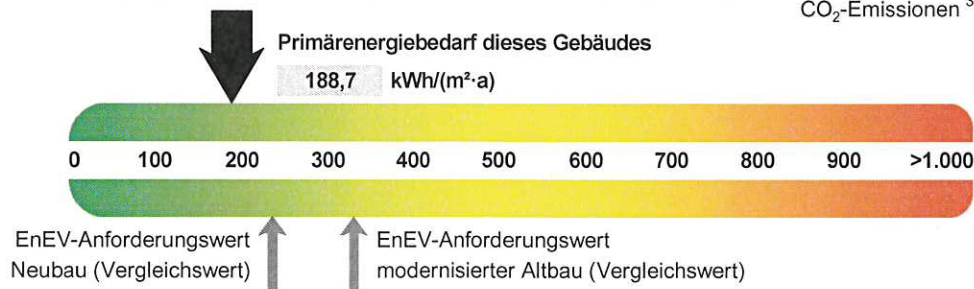 CO₂-Emissionen ³
Primärenergiebedarf dieses Gebäudes
188,7 kWh/(m²·a)
0 100 200 300 400 500 600 700 800 900 >1.000
EnEV-Anforderungswert
Neubau (Vergleichswert)
EnEV-Anforderungswert
modernisierter Altbau (Vergleichswert)